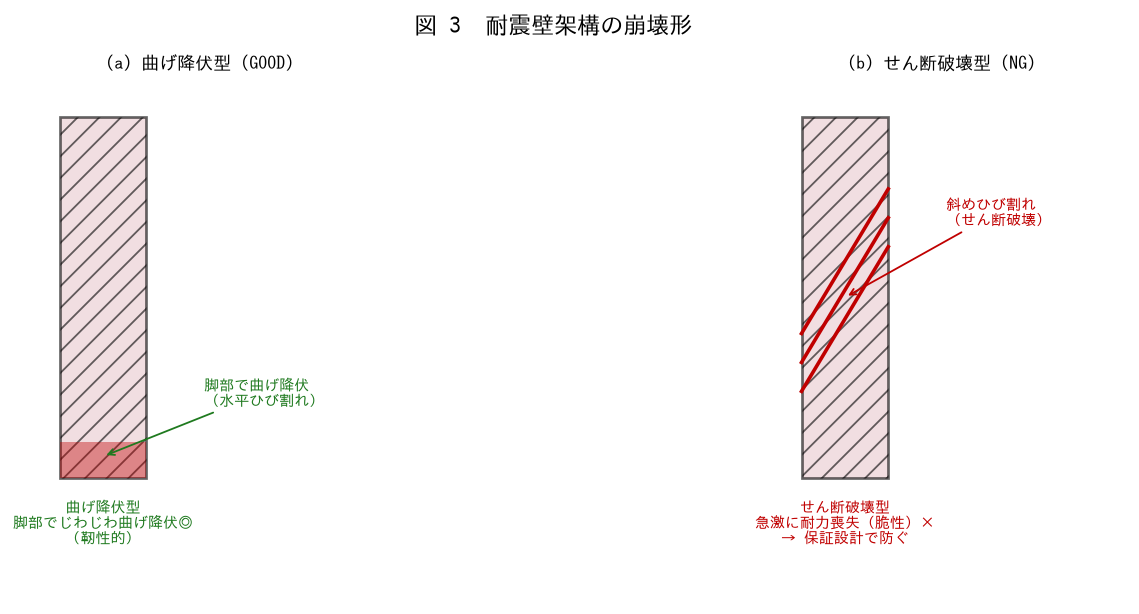 図 3 耐震壁架構の崩壊形
(a) 曲げ降伏型 (GOOD)
(b) せん断破壊型 (NG)
斜めひび割れ
(せん断破壊)
脚部で曲げ降伏
(水平ひび割れ)
曲げ降伏型
脚部でじわじわ曲げ降伏◎
(靭性的)
せん断破壊型
急激に耐力喪失 (脆性) ×
→ 保証設計で防ぐ